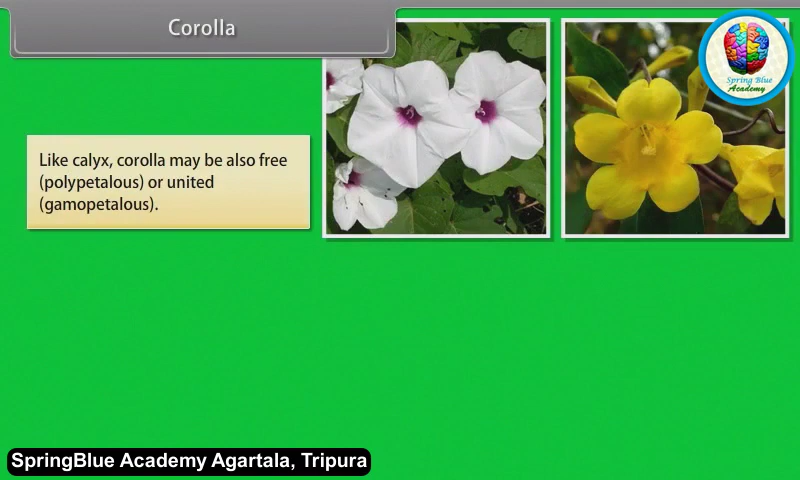 Corolla
Spring Blue
Academy
Like calyx, corolla may be also free
(polypetalous) or united
(gamopetalous).
SpringBlue Academy Agartala, Tripura